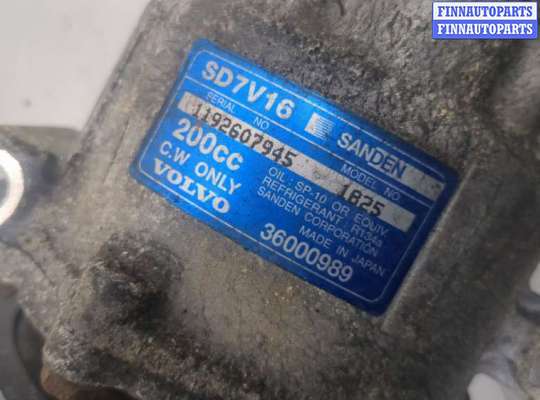 FINNAUTOPARTS
FINNAUTOPARTS
SD7V16 SANDEN
SERIAL NO MODEL NO
1192607945 1825
200CC OIL : SP-10 OR EQUIV.
C.W ONLY REFRIGERANT : R134a
VOLVO SANDEN CORPORATION
MADE IN JAPAN
36000989